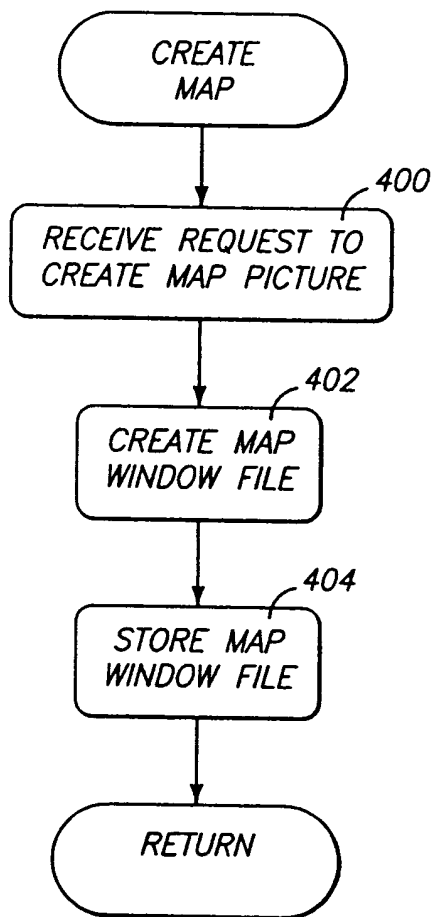 CREATE
MAP
400
RECEIVE REQUEST TO
CREATE MAP PICTURE
402
CREATE MAP
WINDOW FILE
404
STORE MAP
WINDOW FILE
RETURN